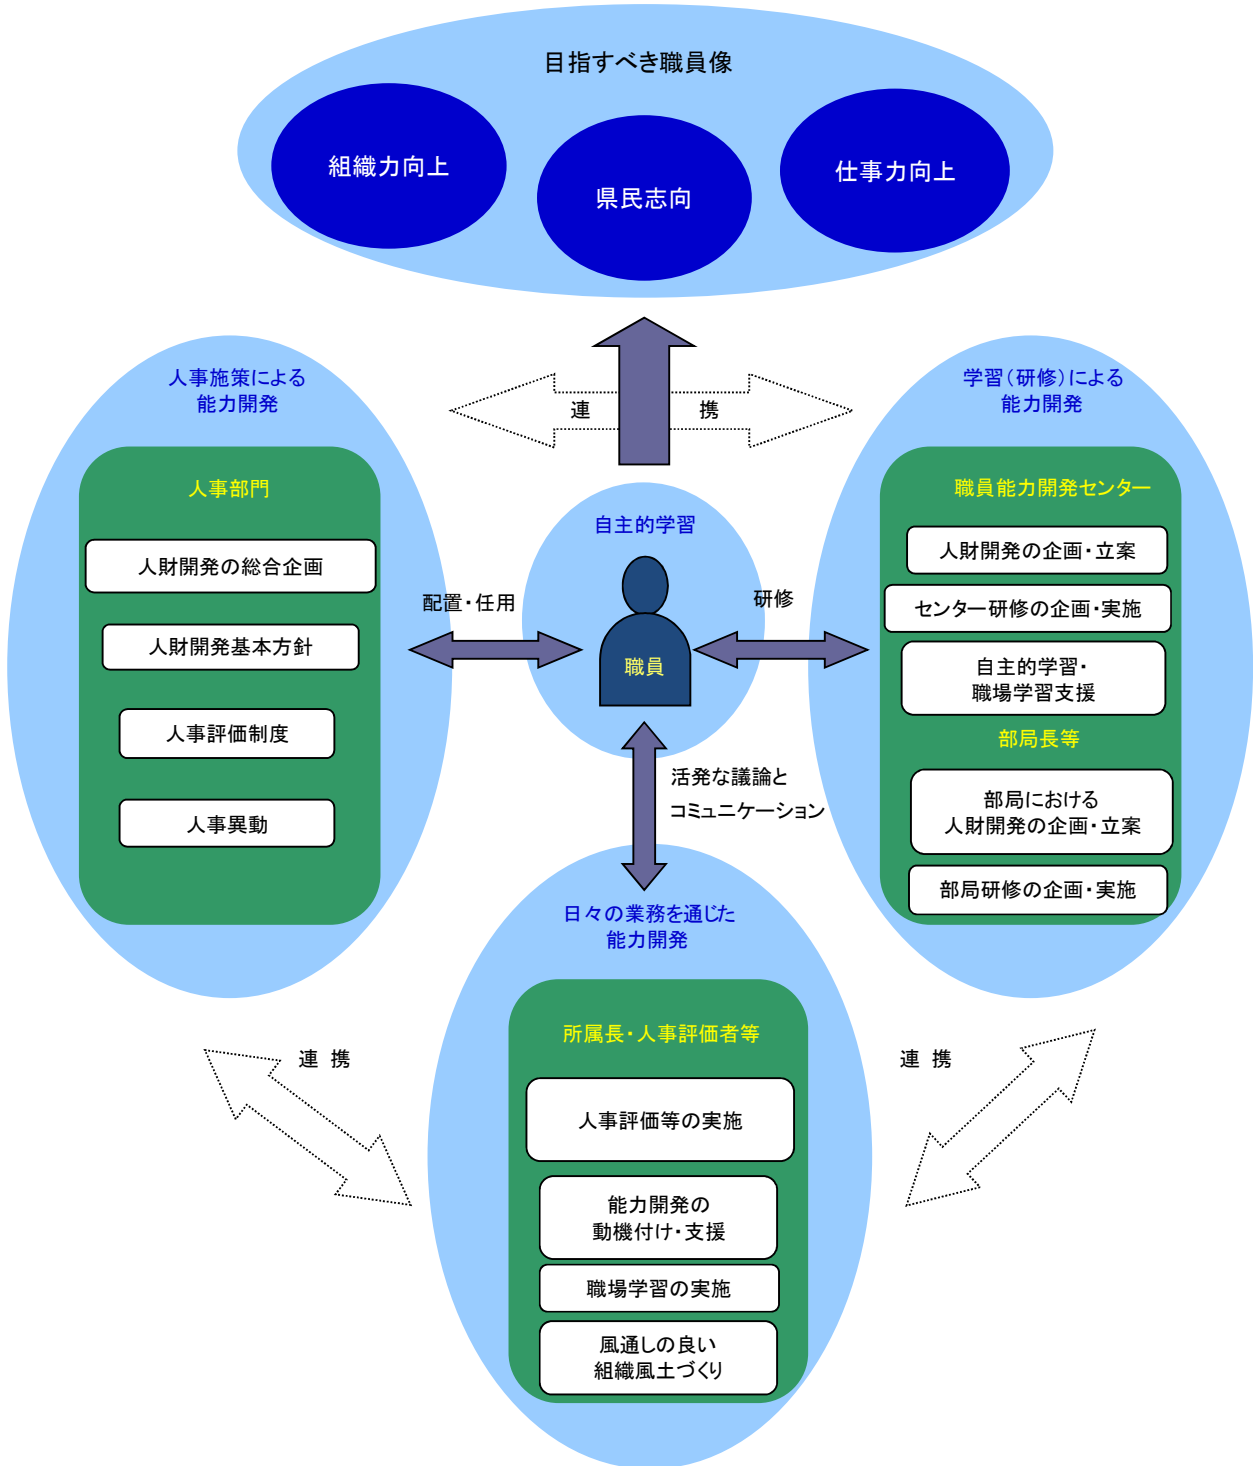 目指すべき職員像
組織力向上
県民志向
仕事力向上
連 携
人事施策による
能力開発
人事部門
人財開発の総合企画
人財開発基本方針
人事評価制度
人事異動
配置・任用
自主的学習
職員
研修
学習（研修）による
能力開発
職員能力開発センター
人財開発の企画・立案
センター研修の企画・実施
自主的学習・
職場学習支援
部局長等
部局における
人財開発の企画・立案
部局研修の企画・実施
活発な議論と
コミュニケーション
連 携
連 携
日々の業務を通じた
能力開発
所属長・人事評価者等
人事評価等の実施
能力開発の
動機付け・支援
職場学習の実施
風通しの良い
組織風土づくり